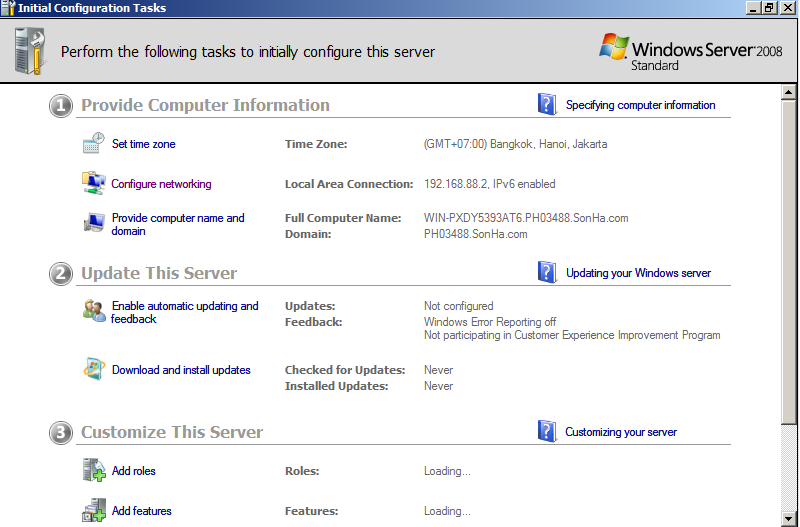 Initial Configuration Tasks
Perform the following tasks to initially configure this server
Windows Server 2008
Standard
1 Provide Computer Information
Specifying computer information
Set time zone
Time Zone: (GMT+07:00) Bangkok, Hanoi, Jakarta
Configure networking
Local Area Connection: 192.168.88.2, IPv6 enabled
Provide computer name and
domain
Full Computer Name: WIN-PXDY5393AT6.PH03488.SonHa.com
Domain: PH03488.SonHa.com
2 Update This Server
Updating your Windows server
Enable automatic updating and
feedback
Updates: Not configured
Feedback: Windows Error Reporting off
Not participating in Customer Experience Improvement Program
Download and install updates
Checked for Updates: Never
Installed Updates: Never
3 Customize This Server
Customizing your server
Add roles
Roles: Loading...
Add features
Features: Loading...